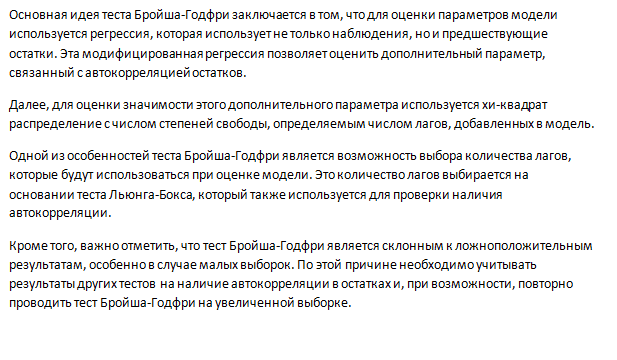 Основная идея теста Бройша-Годфри заключается в том, что для оценки параметров модели
используется регрессия, которая использует не только наблюдения, но и предшествующие
остатки. Эта модифицированная регрессия позволяет оценить дополнительный параметр,
связанный с автокорреляцией остатков.
Далее, для оценки значимости этого дополнительного параметра используется хи-квадрат
распределение с числом степеней свободы, определяемым числом лагов, добавленных в модель.
Одной из особенностей теста Бройша-Годфри является возможность выбора количества лагов,
которые будут использоваться при оценке модели. Это количество лагов выбирается на
основании теста Льюнга-Бокса, который также используется для проверки наличия
автокорреляции.
Кроме того, важно отметить, что тест Бройша-Годфри является склонным к ложноположительным
результатам, особенно в случае малых выборок. По этой причине необходимо учитывать
результаты других тестов на наличие автокорреляции в остатках и, при возможности, повторно
проводить тест Бройша-Годфри на увеличенной выборке.